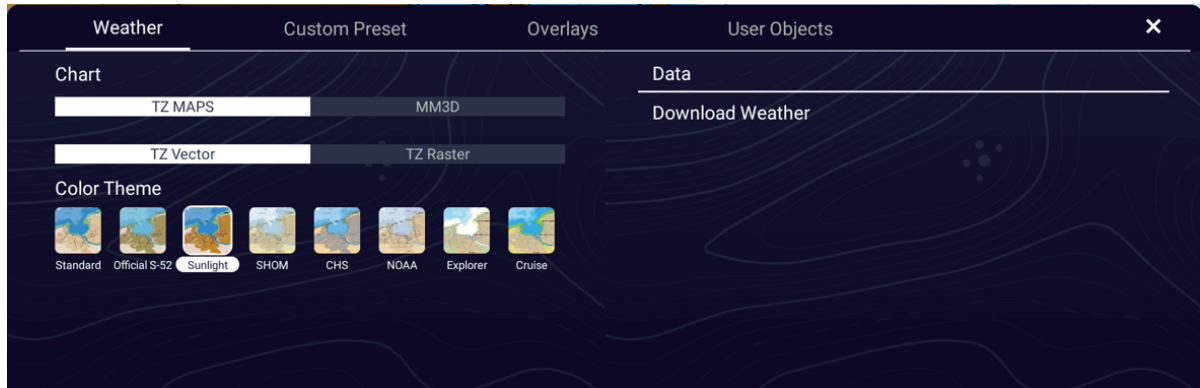 Weather Custom Preset Overlays User Objects ×
Chart
TZ MAPS MM3D
TZ Vector TZ Raster
Color Theme
Standard Official S-52 Sunlight SHOM CHS NOAA Explorer Cruise
Data
Download Weather